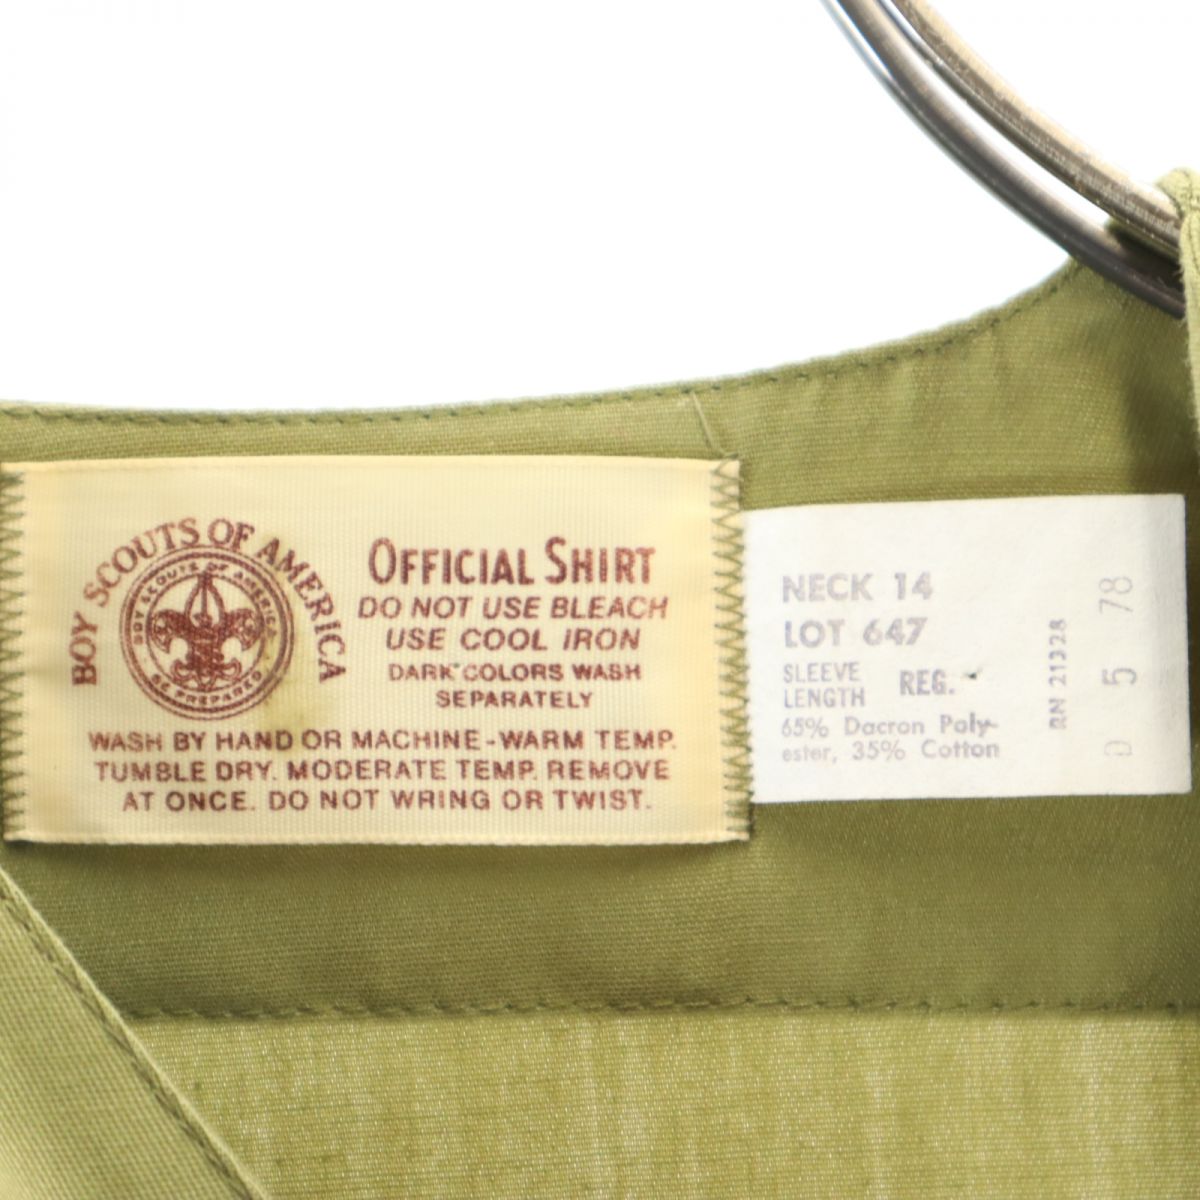 BOY SCOUTS OF AMERICA
BOY SCOUTS OF AMERICA
BE PREPARED
OFFICIAL SHIRT
DO NOT USE BLEACH
USE COOL IRON
DARK COLORS WASH
SEPARATELY
WASH BY HAND OR MACHINE-WARM TEMP.
TUMBLE DRY. MODERATE TEMP. REMOVE
AT ONCE. DO NOT WRING OR TWIST.
NECK 14
LOT 647
SLEEVE
LENGTH REG.
65% Dacron Poly-
ester, 35% Cotton
RN 21328
5 78